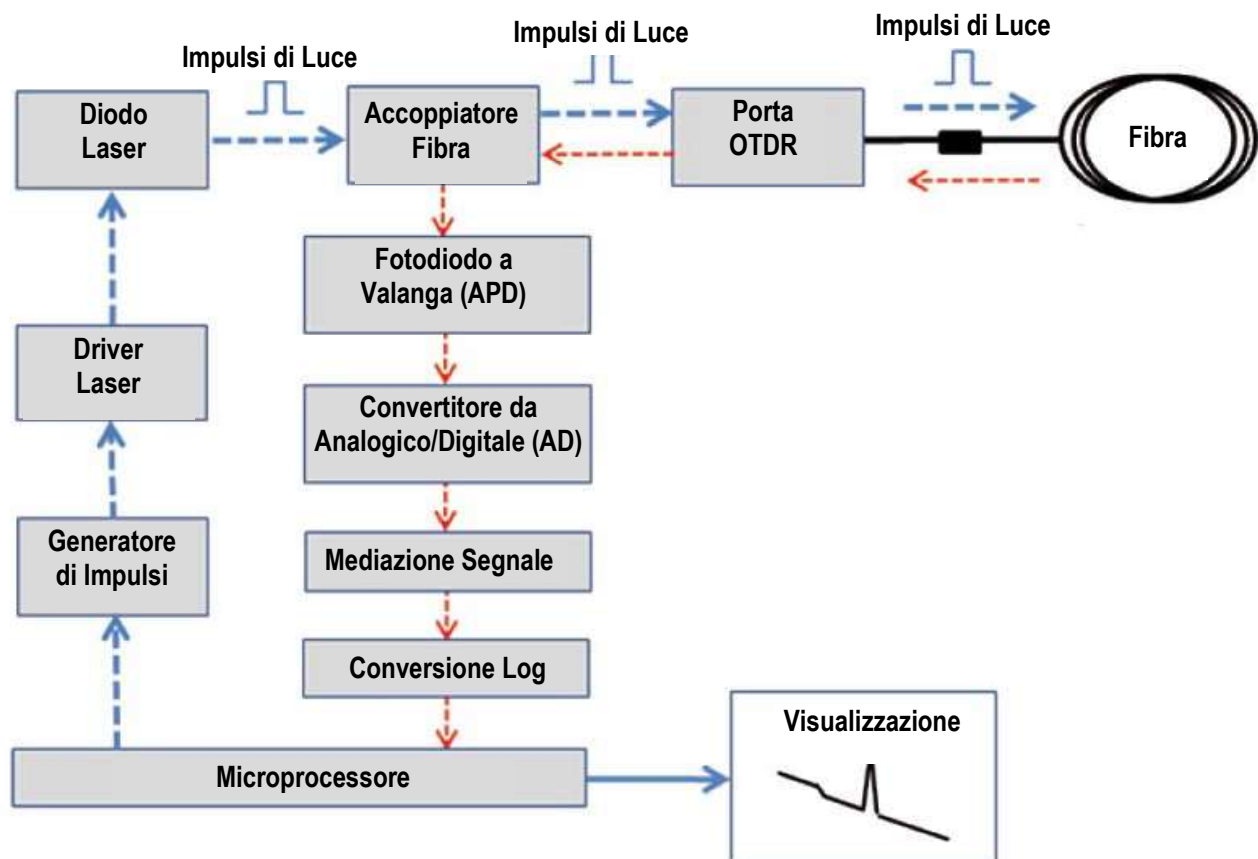 Impulsi di Luce
Impulsi di Luce
Impulsi di Luce
Diodo
Laser
Accoppiatore
Fibra
Porta
OTDR
Fibra
Fotodiodo a
Valanga (APD)
Driver
Laser
Convertitore da
Analogico/Digitale (AD)
Generatore
di Impulsi
Mediazione Segnale
Conversione Log
Visualizzazione
Microprocessore